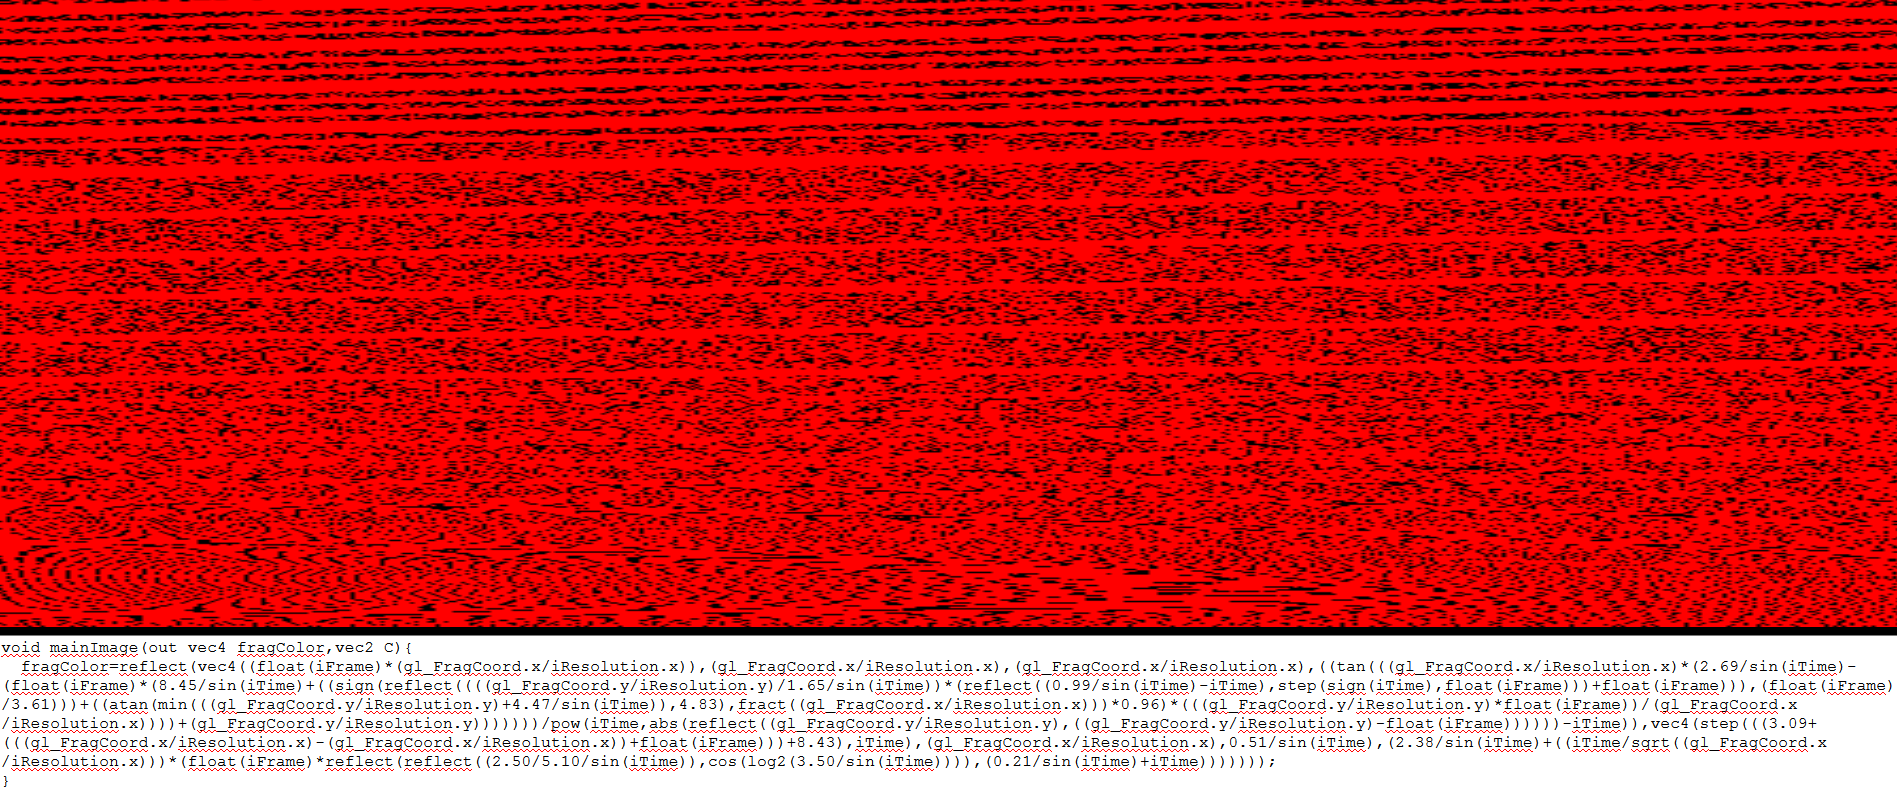 void mainImage(out vec4 fragColor,vec2 C){
  fragColor=reflect(vec4((float(iFrame)*(gl_FragCoord.x/iResolution.x)),(gl_FragCoord.x/iResolution.x),(gl_FragCoord.x/iResolution.x),((tan(((gl_FragCoord.x/iResolution.x)*(2.69/sin(iTime)-
(float(iFrame)*(8.45/sin(iTime)+((sign(reflect((((gl_FragCoord.y/iResolution.y)/1.65/sin(iTime))*(reflect((0.99/sin(iTime)-iTime),step(sign(iTime),float(iFrame)))+float(iFrame))),(float(iFrame)
/3.61)))+((atan(min(((gl_FragCoord.y/iResolution.y)+4.47/sin(iTime)),4.83),fract((gl_FragCoord.x/iResolution.x)))*0.96)*(((gl_FragCoord.y/iResolution.y)*float(iFrame))/(gl_FragCoord.x
/iResolution.x))))+(gl_FragCoord.y/iResolution.y)))))))/pow(iTime,abs(reflect((gl_FragCoord.y/iResolution.y),((gl_FragCoord.y/iResolution.y)-float(iFrame))))))-iTime)),vec4(step(((3.09+
(((gl_FragCoord.x/iResolution.x)-(gl_FragCoord.x/iResolution.x))+float(iFrame)))+8.43),iTime),(gl_FragCoord.x/iResolution.x),0.51/sin(iTime),(2.38/sin(iTime)+((iTime/sqrt((gl_FragCoord.x
/iResolution.x)))*(float(iFrame)*reflect(reflect((2.50/5.10/sin(iTime)),cos(log2(3.50/sin(iTime)))),(0.21/sin(iTime)+iTime)))))));
}